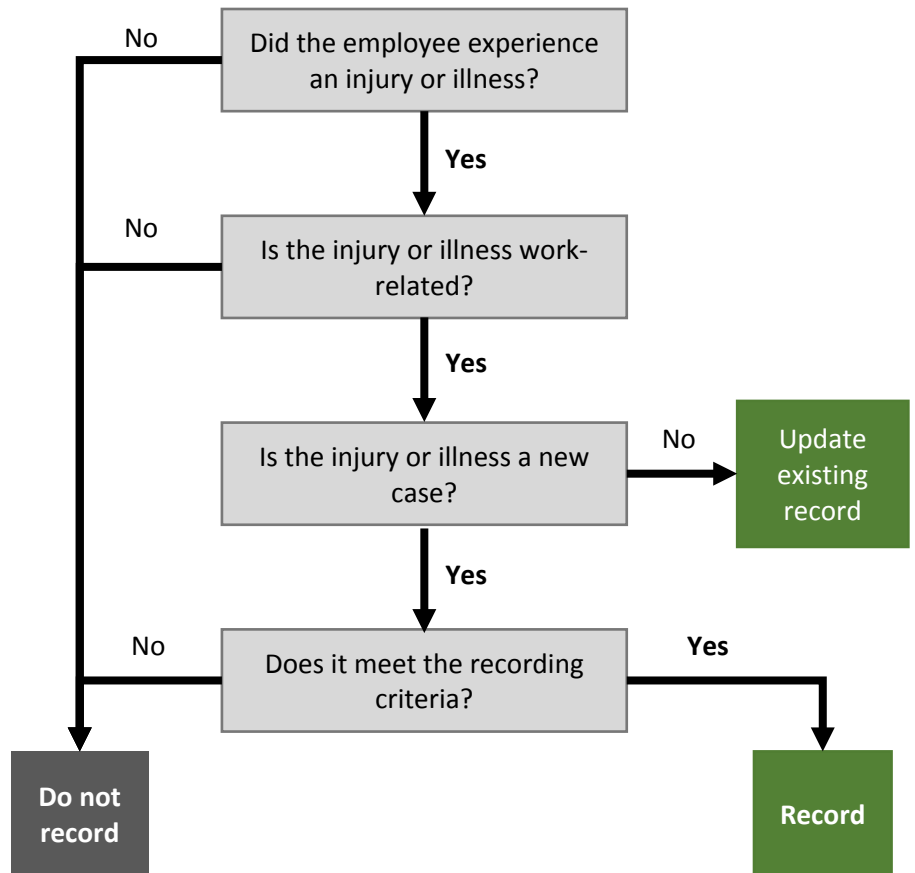 No
Did the employee experience
an injury or illness?
Yes
No
Is the injury or illness work-
related?
Yes
Is the injury or illness a new
case?
No
Update
existing
record
Yes
No
Does it meet the recording
criteria?
Yes
Do not
record
Record